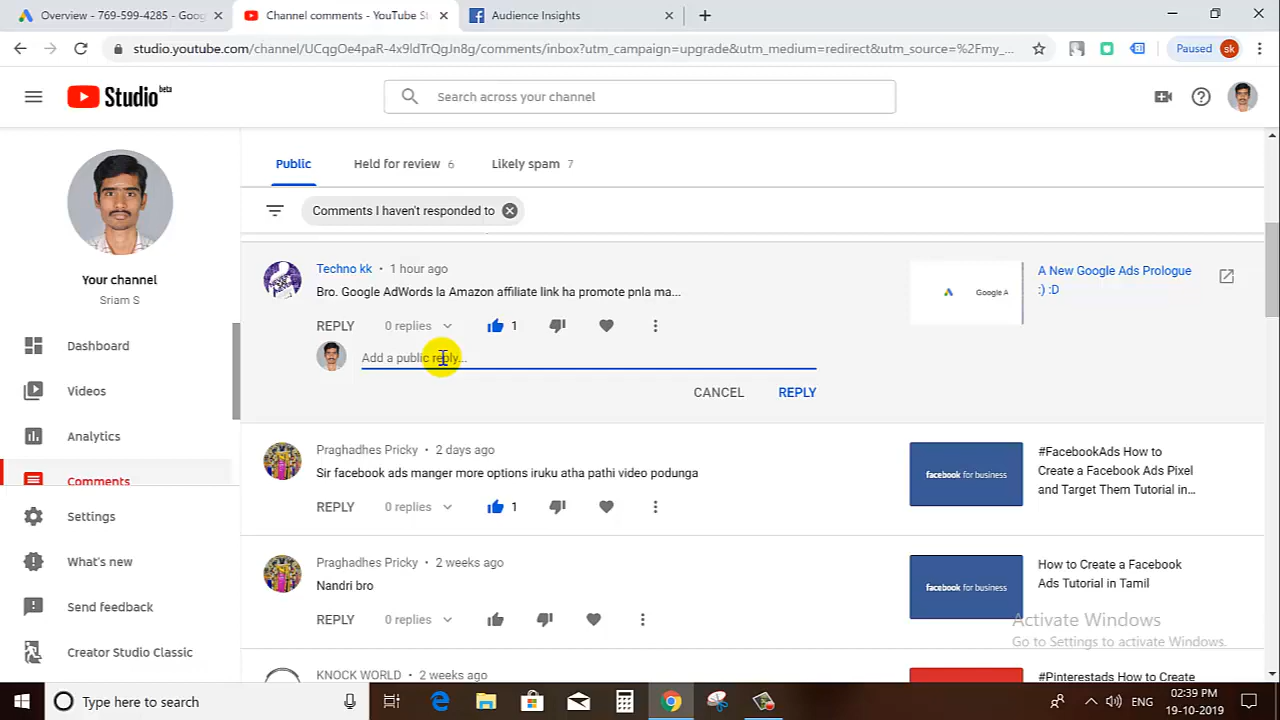 Overview - 769-599-4285 - Goog
Channel comments - YouTube St
Audience Insights
studio.youtube.com/channel/UCqgOe4paR-4x9ldTrQgJn8g/comments/inbox?utm_campaign=upgrade&utm_medium=redirect&utm_source=%2Fmy_...
Paused
sk
Studio beta
Search across your channel
Your channel
Sriam S
Dashboard
Videos
Analytics
Comments
Settings
What's new
Send feedback
Creator Studio Classic
Public
Held for review 6
Likely spam 7
Comments I haven't responded to
Techno kk • 1 hour ago
Bro. Google AdWords la Amazon affiliate link ha promote pnla ma...
REPLY 0 replies 1
Add a public reply...
CANCEL REPLY
Google A
A New Google Ads Prologue
:) :D
Praghadhes Pricky • 2 days ago
Sir facebook ads manger more options iruku atha pathi video podunga
REPLY 0 replies 1
facebook for business
#FacebookAds How to
Create a Facebook Ads Pixel
and Target Them Tutorial in...
Praghadhes Pricky • 2 weeks ago
Nandri bro
REPLY 0 replies
facebook for business
How to Create a Facebook
Ads Tutorial in Tamil
Activate Windows
Go to Settings to activate Windows.
KNOCK WORLD • 2 weeks ago
#Pinterestads How to Create
Type here to search
ENG
02:39 PM
19-10-2019